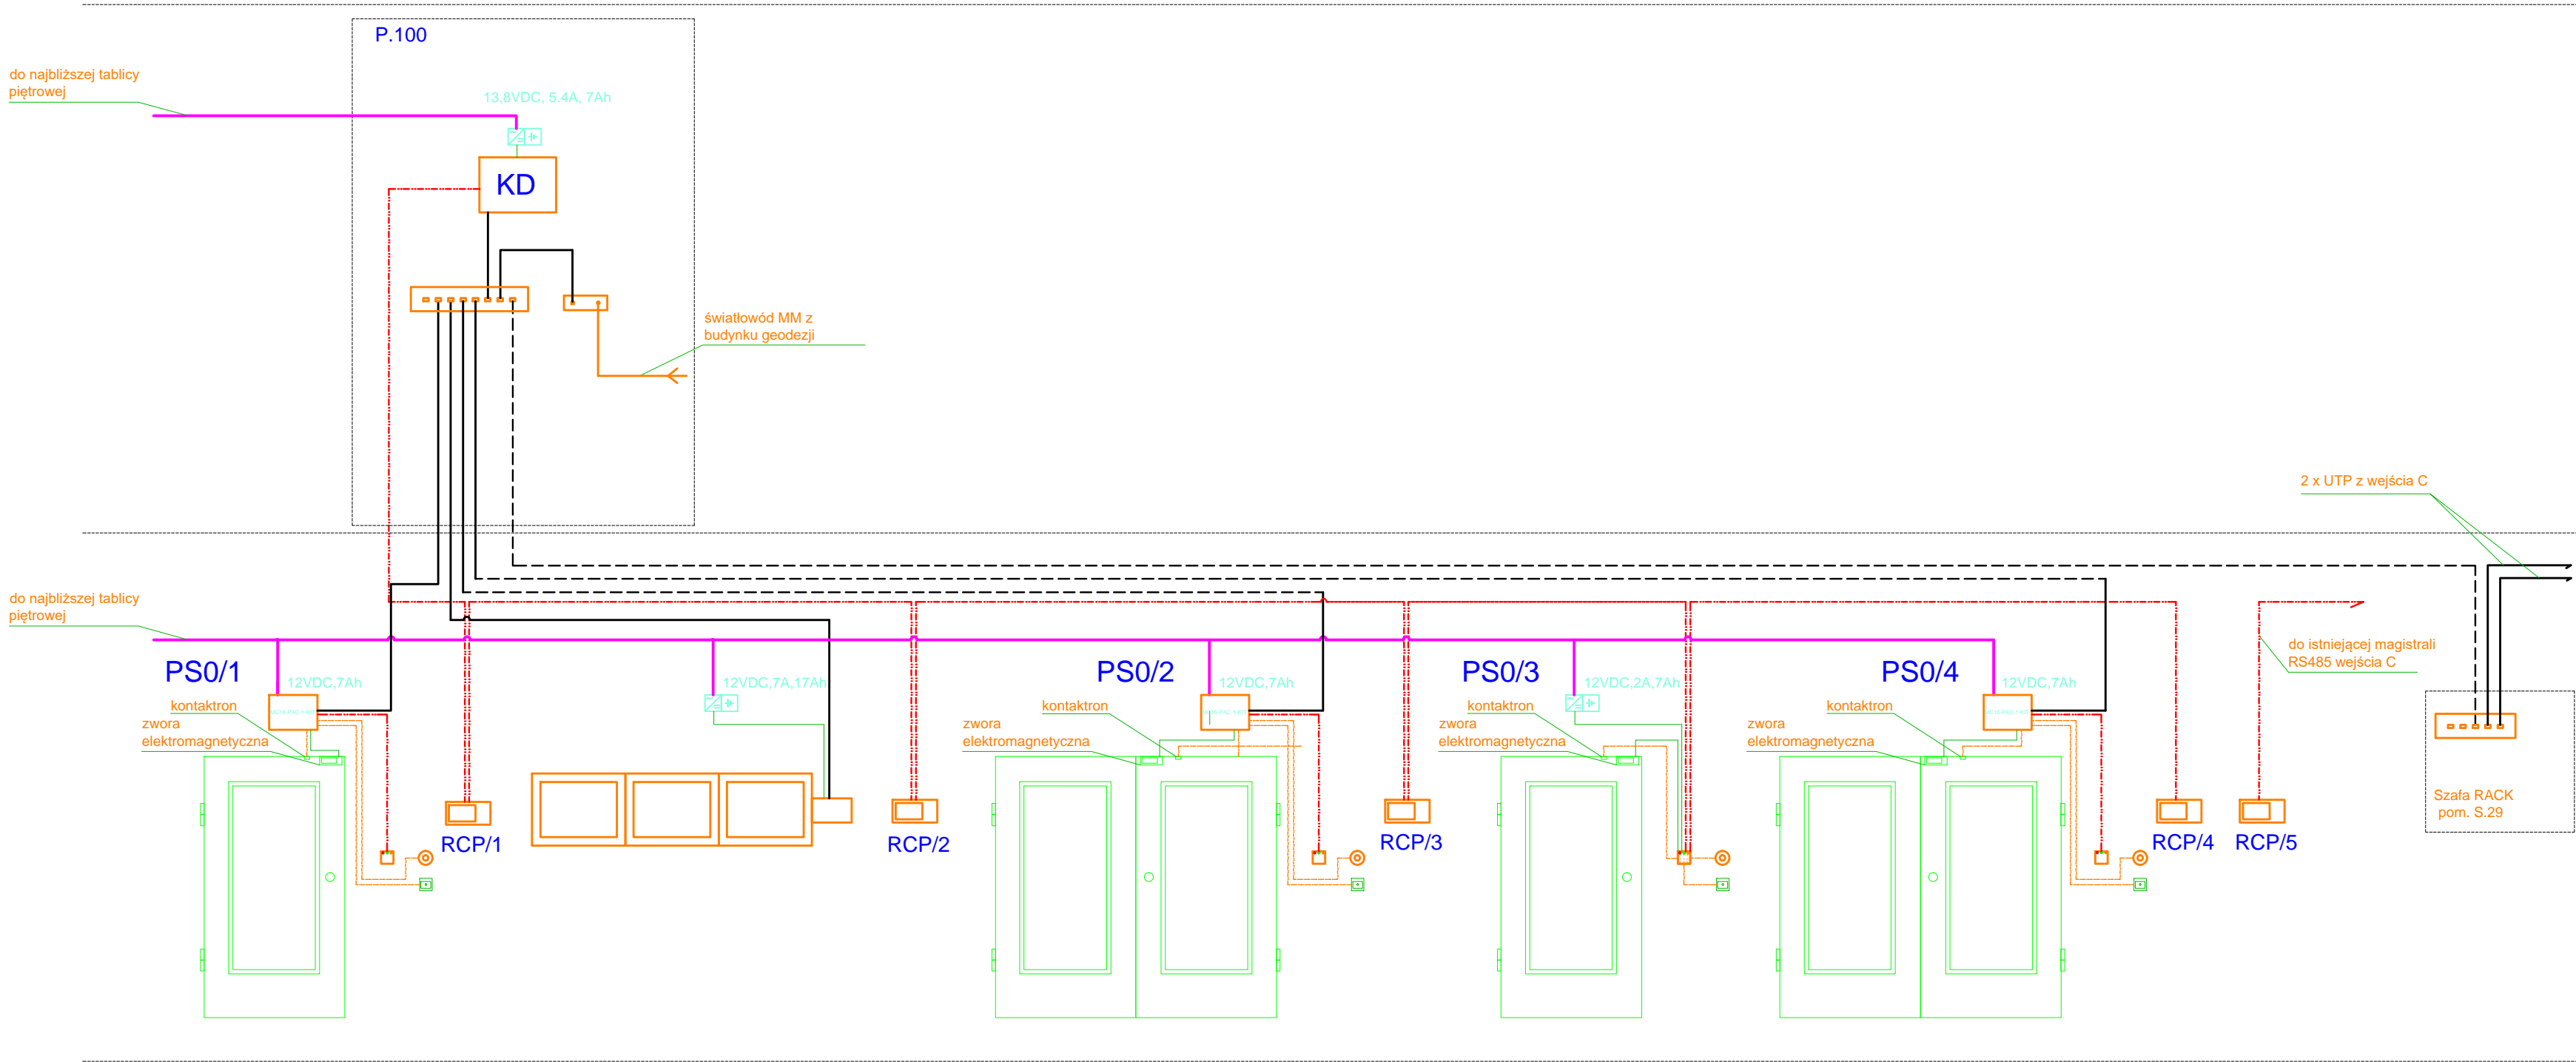 P.100
do najbliższej tablicy
piętrowej
13,8VDC, 5.4A, 7Ah
KD
światłowód MM z
budynku geodezji
2 x UTP z wejścia C
do najbliższej tablicy
piętrowej
do istniejącej magistrali
RS485 wejścia C
PS0/1
12VDC,7Ah
kontaktron
zwora
elektromagnetyczna
RCP/1
12VDC,7A,17Ah
RCP/2
PS0/2
12VDC,7Ah
kontaktron
zwora
elektromagnetyczna
RCP/3
PS0/3
12VDC,2A,7Ah
kontaktron
zwora
elektromagnetyczna
PS0/4
12VDC,7Ah
kontaktron
zwora
elektromagnetyczna
RCP/4
RCP/5
Szafa RACK
pom. S.29